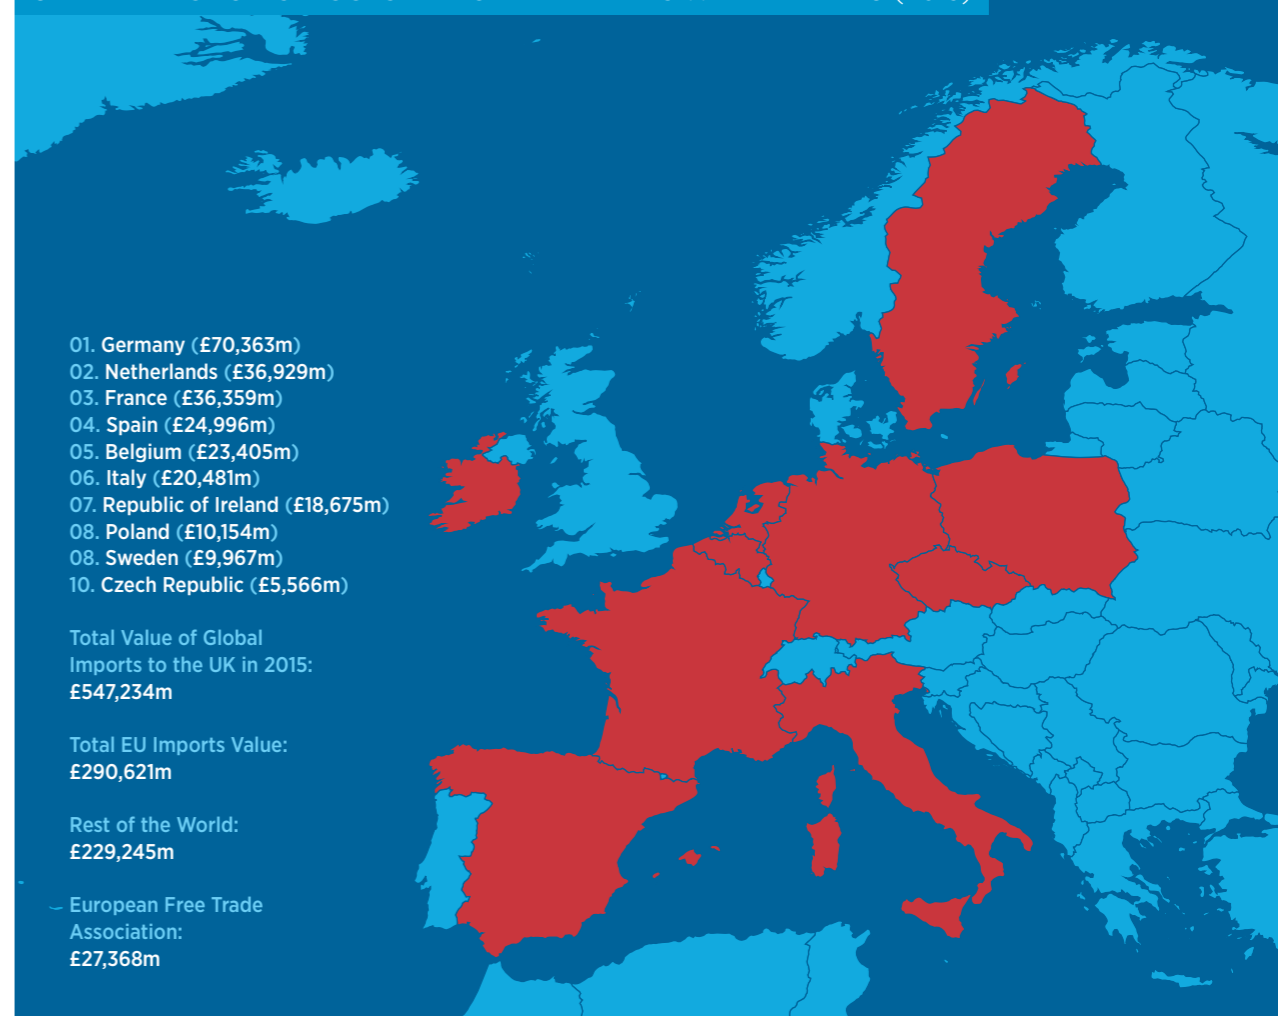 01. Germany (£70,363m)
02. Netherlands (£36,929m)
03. France (£36,359m)
04. Spain (£24,996m)
05. Belgium (£23,405m)
06. Italy (£20,481m)
07. Republic of Ireland (£18,675m)
08. Poland (£10,154m)
08. Sweden (£9,967m)
10. Czech Republic (£5,566m)
Total Value of Global
Imports to the UK in 2015:
£547,234m
Total EU Imports Value:
£290,621m
Rest of the World:
£229,245m
European Free Trade
Association:
£27,368m